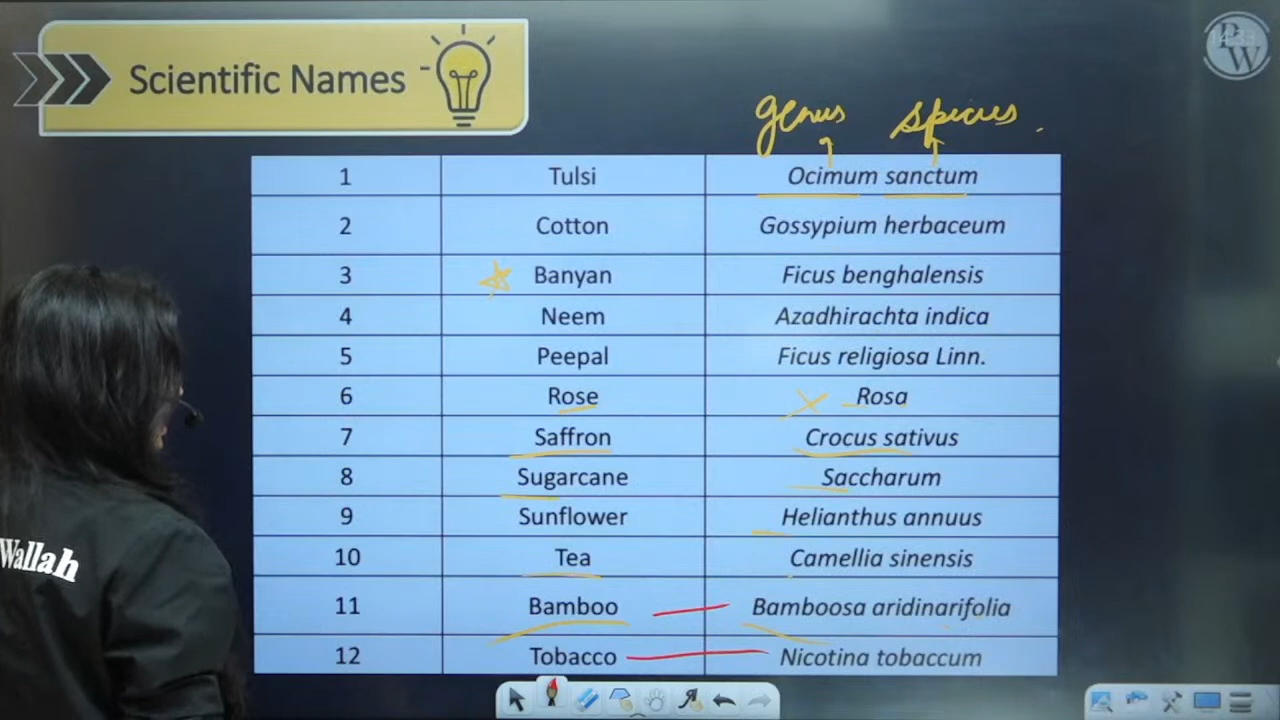 Scientific Names
PW
genus species
1 Tulsi Ocimum sanctum
2 Cotton Gossypium herbaceum
3 Banyan Ficus benghalensis
4 Neem Azadhirachta indica
5 Peepal Ficus religiosa Linn.
6 Rose Rosa
7 Saffron Crocus sativus
8 Sugarcane Saccharum
9 Sunflower Helianthus annuus
10 Tea Camellia sinensis
11 Bamboo Bamboosa aridinarifolia
12 Tobacco Nicotina tobaccum
Wallah